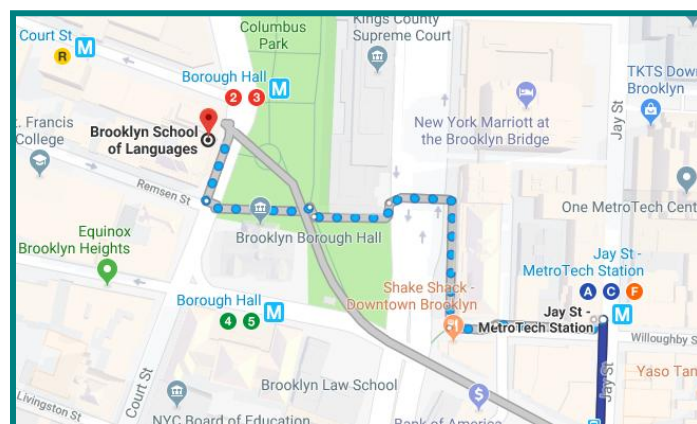 Columbus
Park
Kings County
Supreme Court
Court St
R
M
Borough Hall
2 3
M
TKTS Down
Brooklyn
Jay St
Brooklyn School
of Languages
St. Francis
College
New York Marriott at
the Brooklyn Bridge
Remsen St
One MetroTech Cent
Equinox
Brooklyn Heights
Brooklyn Borough Hall
Jay St -
MetroTech Station
A C F
M
Shake Shack -
Downtown Brooklyn
Borough Hall
4 5
M
Jay St -
MetroTech Station
Willoughby S
Court St
Brooklyn Law School
Jay St
Yaso Tan
Livingston St
NYC Board of Education
$
Bank of America